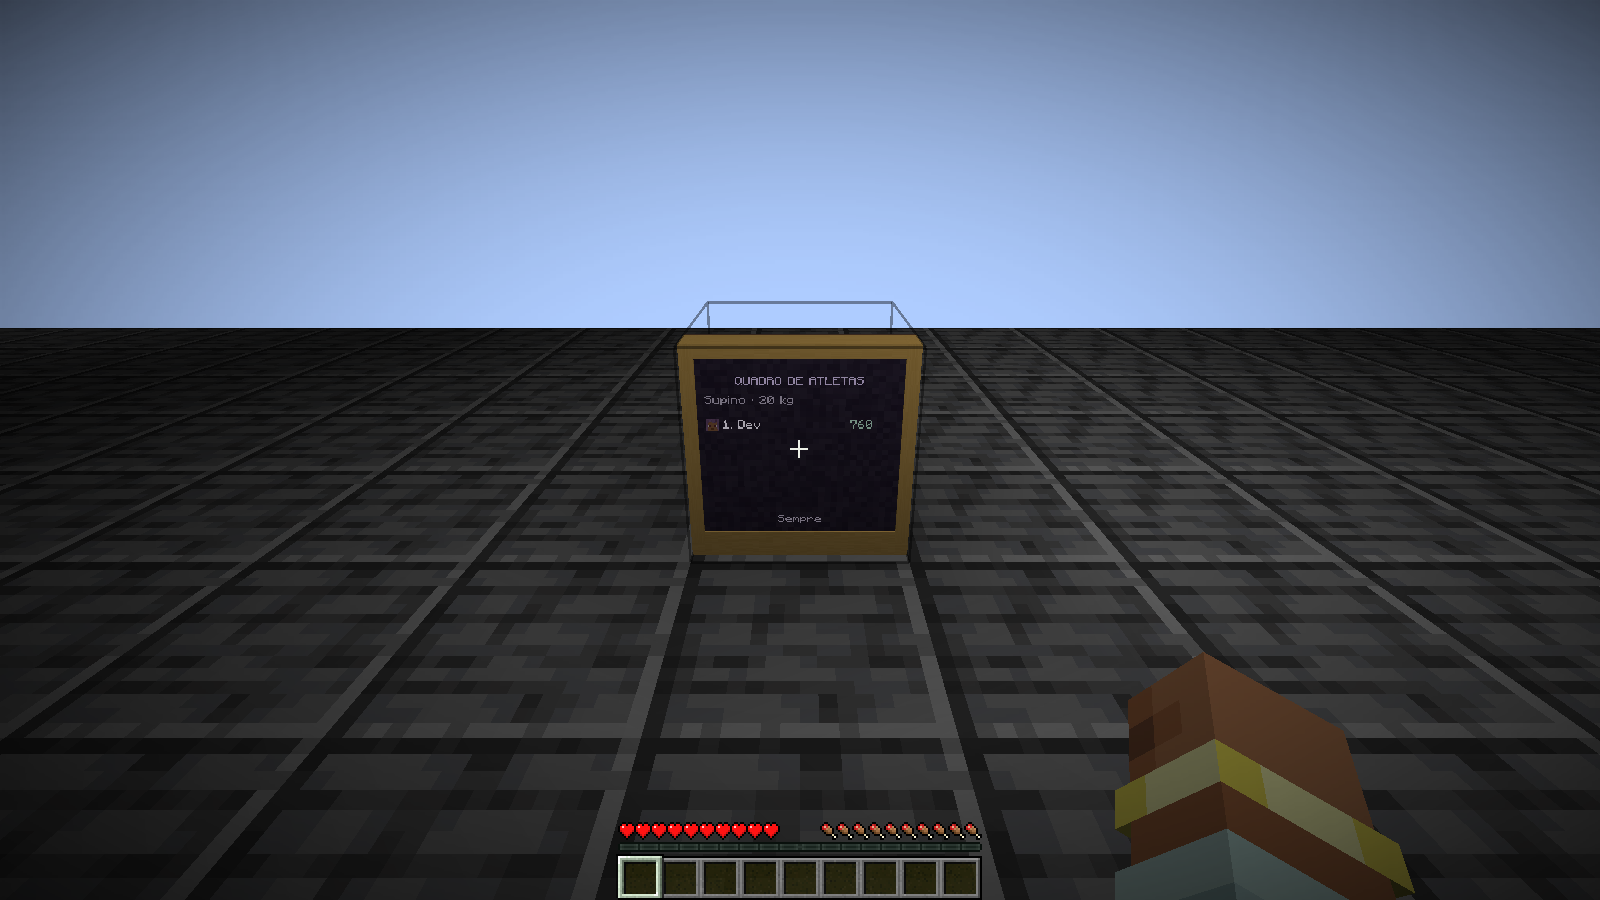 QUADRO DE ATLETAS
Supino · 20 kg
1. Dev 760
Sempre